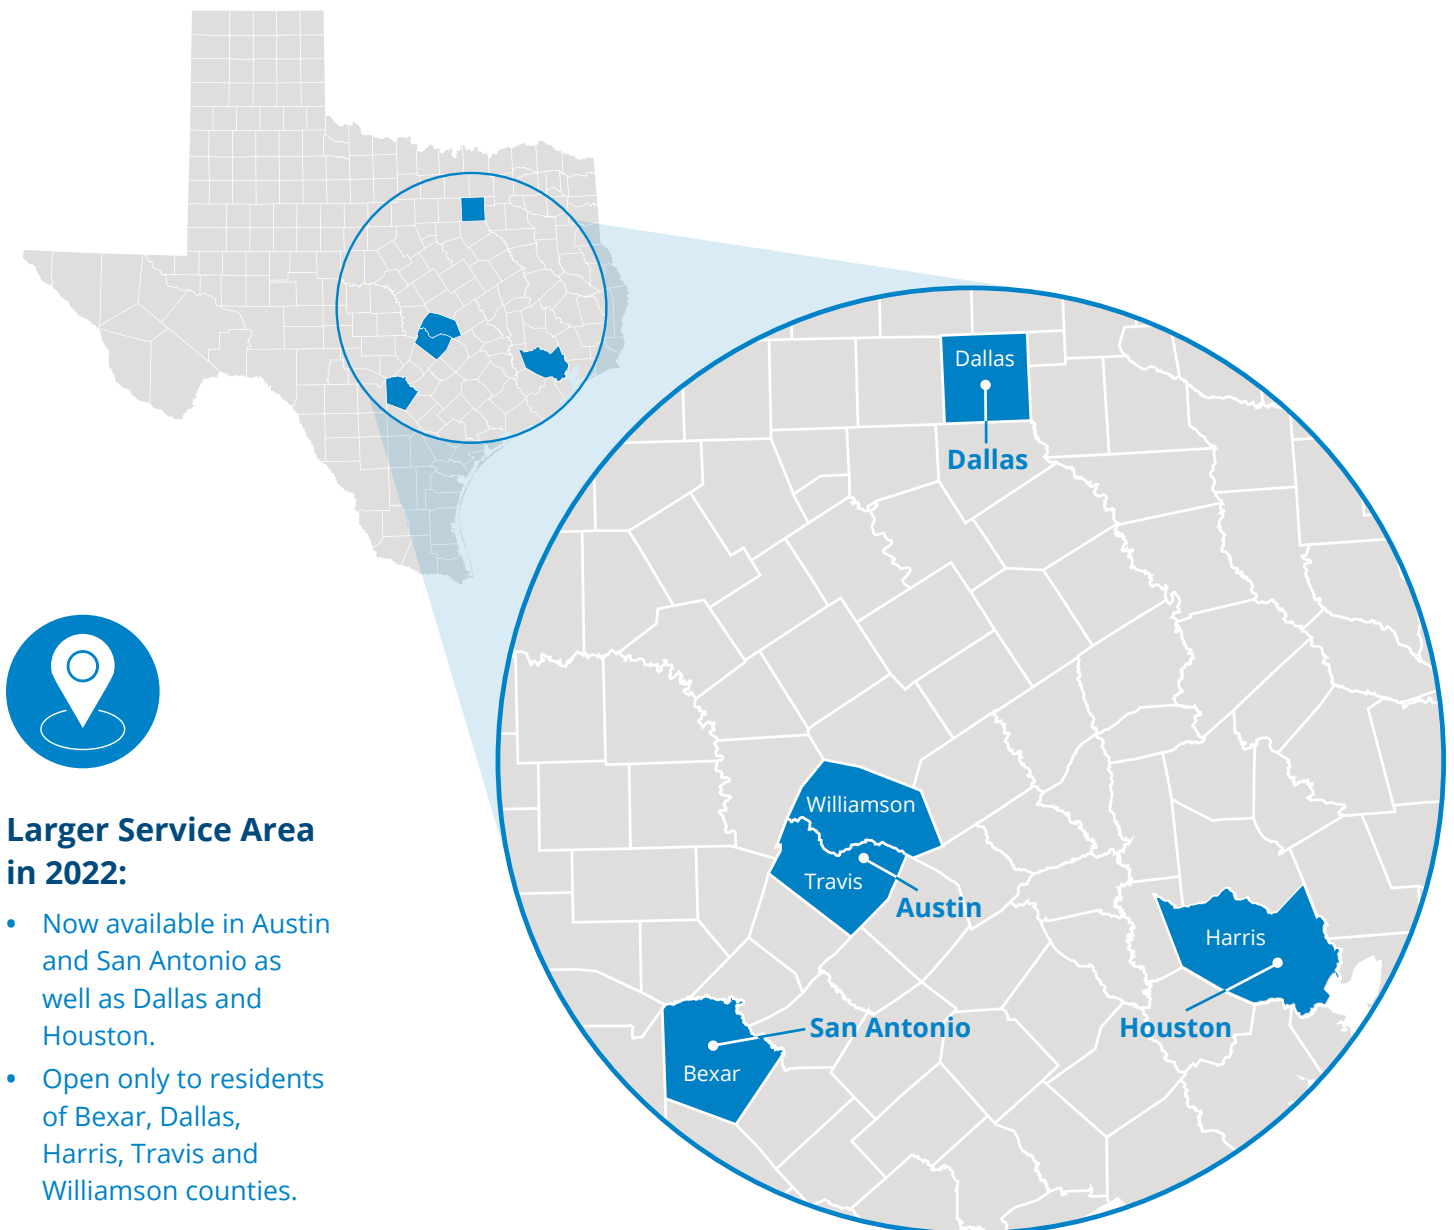 Dallas
Dallas
Williamson
Travis
Austin
Harris
Houston
San Antonio
Bexar
Larger Service Area
in 2022:
• Now available in Austin
and San Antonio as
well as Dallas and
Houston.
• Open only to residents
of Bexar, Dallas,
Harris, Travis and
Williamson counties.